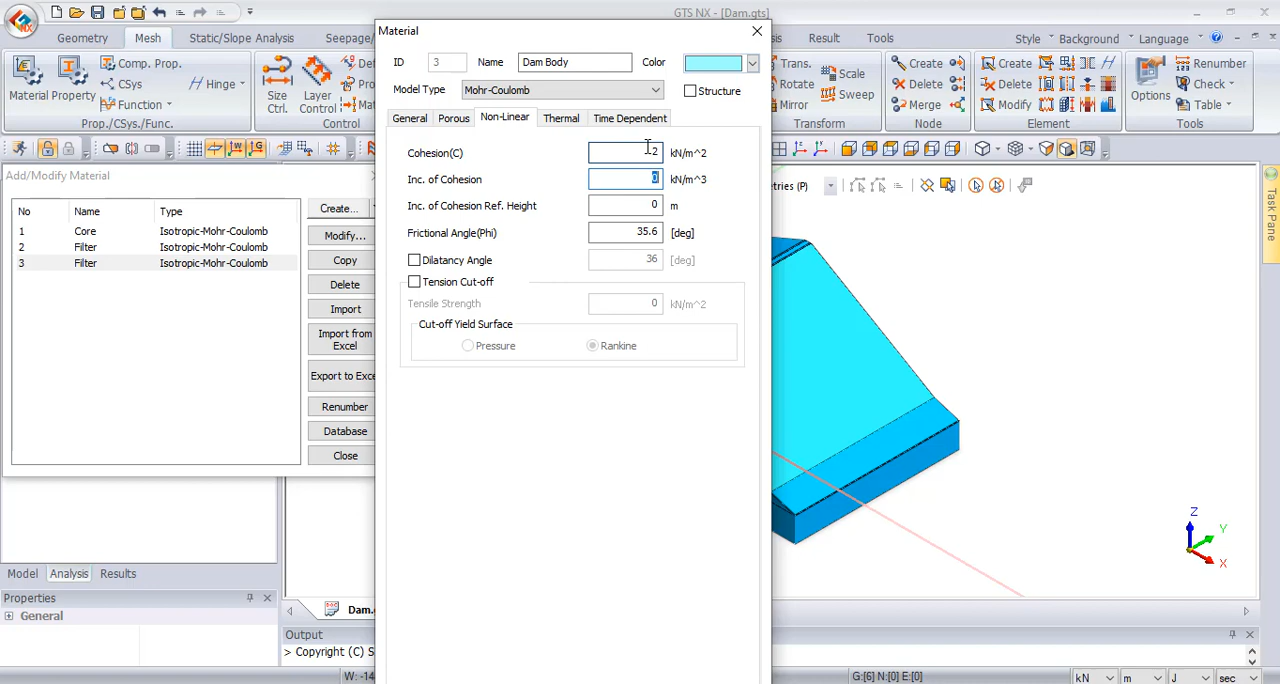 GTS NX - [Dam.gts]
Geometry
Mesh
Static/Slope Analysis
Seepage/
Result
Tools
Style
Background
Language
Material Property
Comp. Prop.
CSys
Function
Hinge
Prop./CSys/Func.
Size Ctrl.
Layer Control
Control
Trans.
Rotate
Mirror
Scale
Sweep
Transform
Create
Delete
Merge
Node
Create
Delete
Modify
Element
Options
Renumber
Check
Table
Tools
Material
ID 3 Name Dam Body Color
Model Type Mohr-Coulomb Structure
General Porous Non-Linear Thermal Time Dependent
Cohesion(C) 2 kN/m^2
Inc. of Cohesion 0 kN/m^3
Inc. of Cohesion Ref. Height 0 m
Frictional Angle(Phi) 35.6 [deg]
Dilatancy Angle 36 [deg]
Tension Cut-off
Tensile Strength 0 kN/m^2
Cut-off Yield Surface
Pressure Rankine
Add/Modify Material
No Name Type
1 Core Isotropic-Mohr-Coulomb
2 Filter Isotropic-Mohr-Coulomb
3 Filter Isotropic-Mohr-Coulomb
Create...
Modify...
Copy
Delete
Import
Import from Excel
Export to Exce
Renumber
Database
Close
(P)
Task Pane
Z
Y
X
Model Analysis Results
Properties
General
Dam.g
Output
> Copyright (C) S
W: -14
G:[6] N:[0] E:[0]
kN m J sec